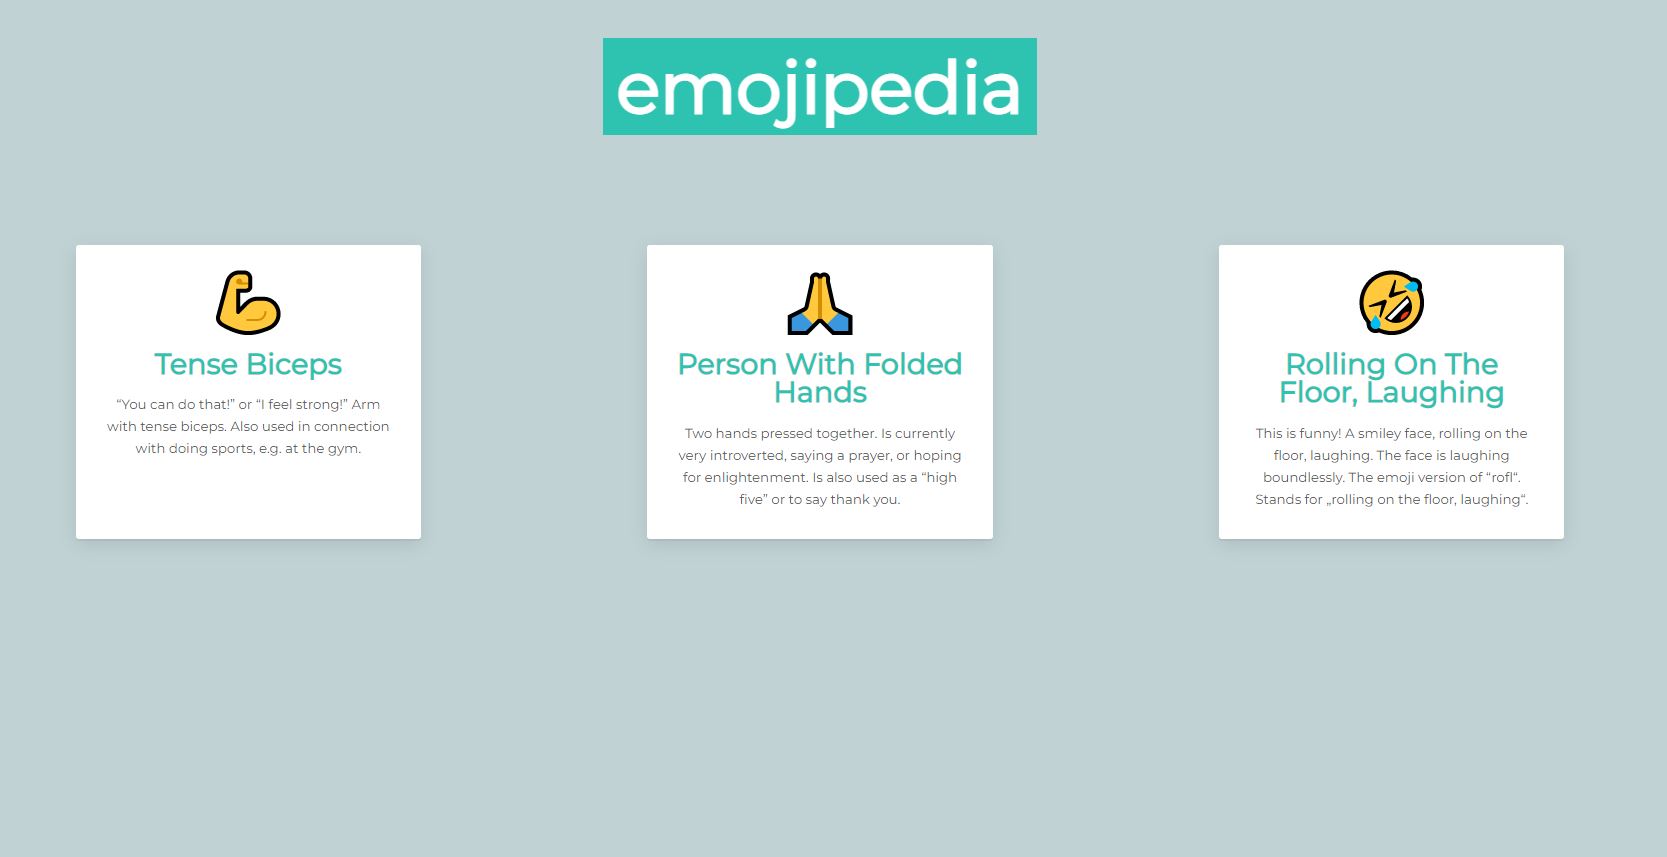 emojipedia
Tense Biceps
“You can do that!” or “I feel strong!” Arm
with tense biceps. Also used in connection
with doing sports, e.g. at the gym.
Person With Folded
Hands
Two hands pressed together. Is currently
very introverted, saying a prayer, or hoping
for enlightenment. Is also used as a “high
five” or to say thank you.
Rolling On The
Floor, Laughing
This is funny! A smiley face, rolling on the
floor, laughing. The face is laughing
boundlessly. The emoji version of “rofl“.
Stands for „rolling on the floor, laughing“.